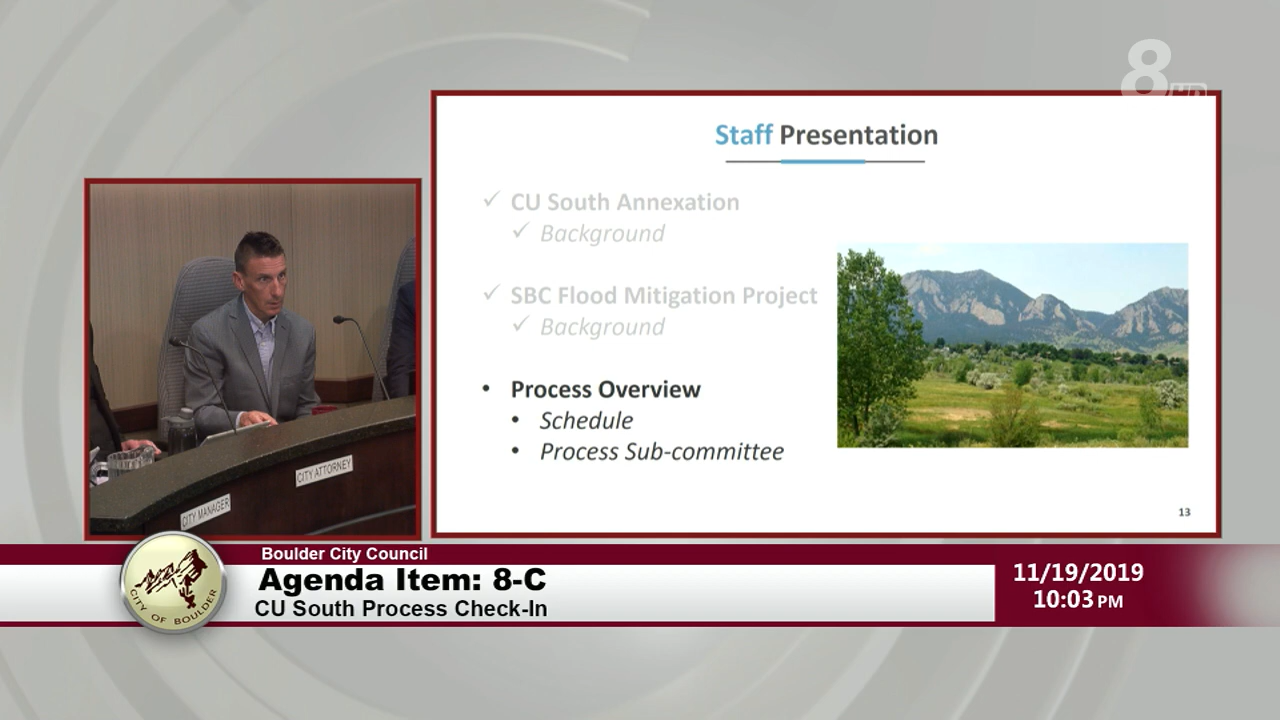 8HD
Staff Presentation
✓ CU South Annexation
✓ Background
✓ SBC Flood Mitigation Project
✓ Background
• Process Overview
• Schedule
• Process Sub-committee
13
CITY MANAGER
CITY ATTORNEY
Boulder City Council
Agenda Item: 8-C
CU South Process Check-In
11/19/2019
10:03 PM
CITY OF BOULDER